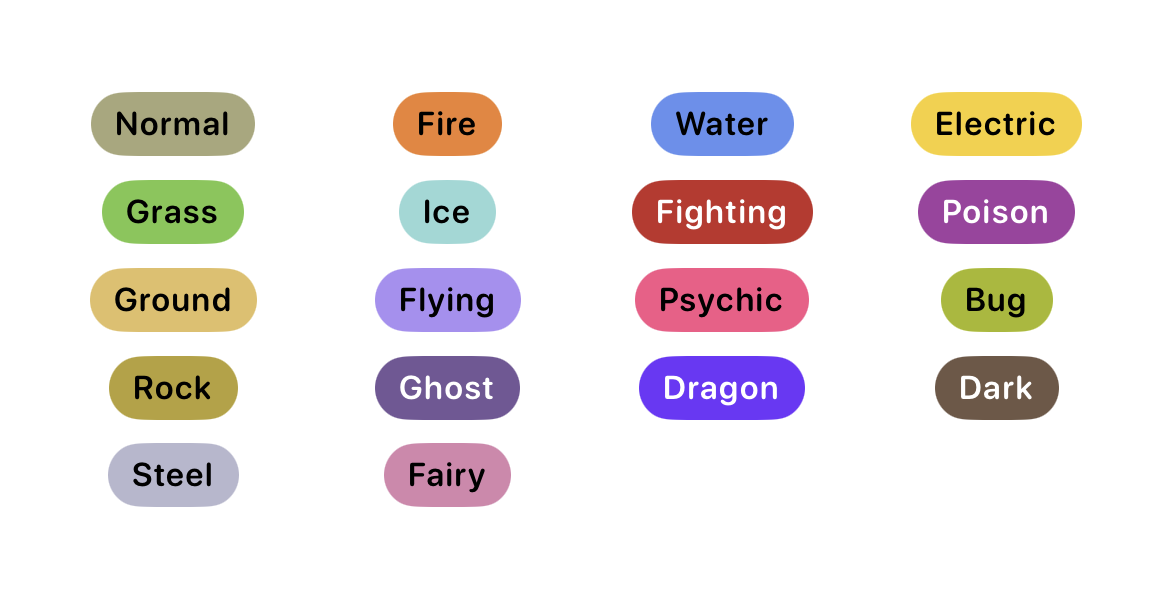 Normal Fire Water Electric
Grass Ice Fighting Poison
Ground Flying Psychic Bug
Rock Ghost Dragon Dark
Steel Fairy